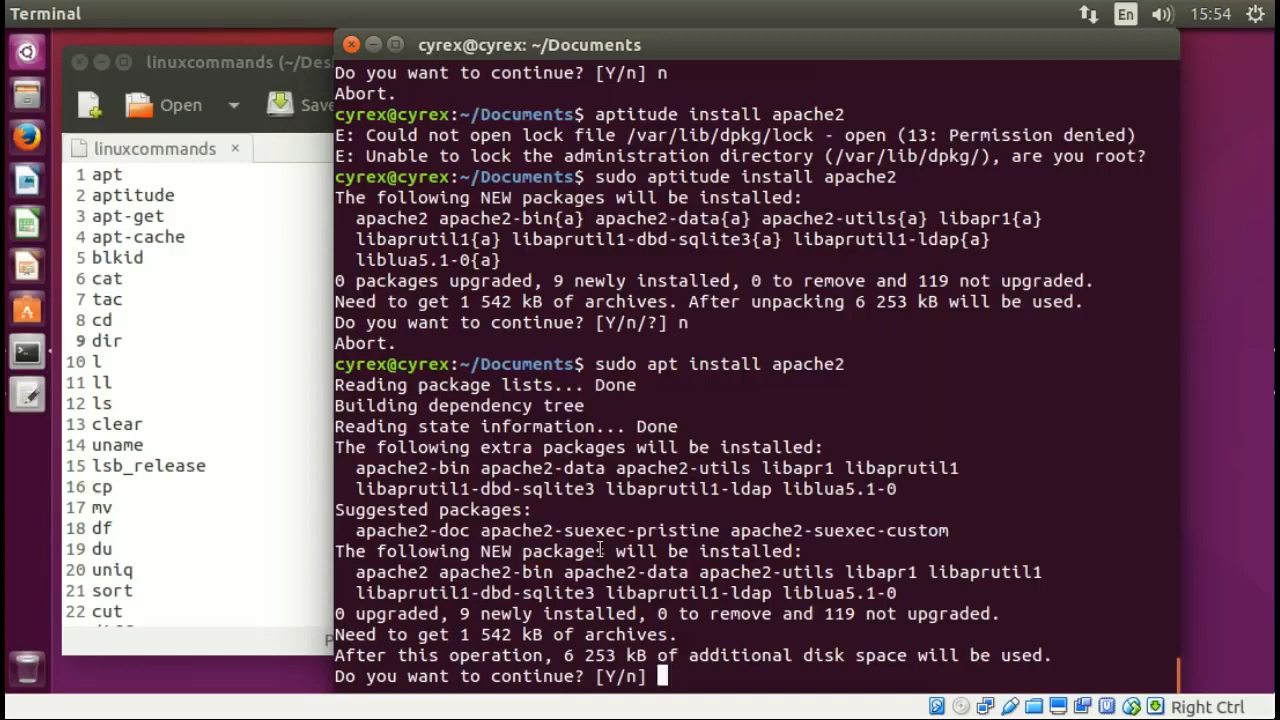 Terminal
En
15:54
linuxcommands (~/Des
Open
Save
linuxcommands ×
1 apt
2 aptitude
3 apt-get
4 apt-cache
5 blkid
6 cat
7 tac
8 cd
9 dir
10 l
11 ll
12 ls
13 clear
14 uname
15 lsb_release
16 cp
17 mv
18 df
19 du
20 uniq
21 sort
22 cut
cyrex@cyrex: ~/Documents
Do you want to continue? [Y/n] n
Abort.
cyrex@cyrex:~/Documents$ aptitude install apache2
E: Could not open lock file /var/lib/dpkg/lock - open (13: Permission denied)
E: Unable to lock the administration directory (/var/lib/dpkg/), are you root?
cyrex@cyrex:~/Documents$ sudo aptitude install apache2
The following NEW packages will be installed:
apache2 apache2-bin{a} apache2-data{a} apache2-utils{a} libapr1{a}
libaprutil1{a} libaprutil1-dbd-sqlite3{a} libaprutil1-ldap{a}
liblua5.1-0{a}
0 packages upgraded, 9 newly installed, 0 to remove and 119 not upgraded.
Need to get 1 542 kB of archives. After unpacking 6 253 kB will be used.
Do you want to continue? [Y/n/?] n
Abort.
cyrex@cyrex:~/Documents$ sudo apt install apache2
Reading package lists... Done
Building dependency tree
Reading state information... Done
The following extra packages will be installed:
apache2-bin apache2-data apache2-utils libapr1 libaprutil1
libaprutil1-dbd-sqlite3 libaprutil1-ldap liblua5.1-0
Suggested packages:
apache2-doc apache2-suexec-pristine apache2-suexec-custom
The following NEW packages will be installed:
apache2 apache2-bin apache2-data apache2-utils libapr1 libaprutil1
libaprutil1-dbd-sqlite3 libaprutil1-ldap liblua5.1-0
0 upgraded, 9 newly installed, 0 to remove and 119 not upgraded.
Need to get 1 542 kB of archives.
After this operation, 6 253 kB of additional disk space will be used.
Do you want to continue? [Y/n]
Right Ctrl